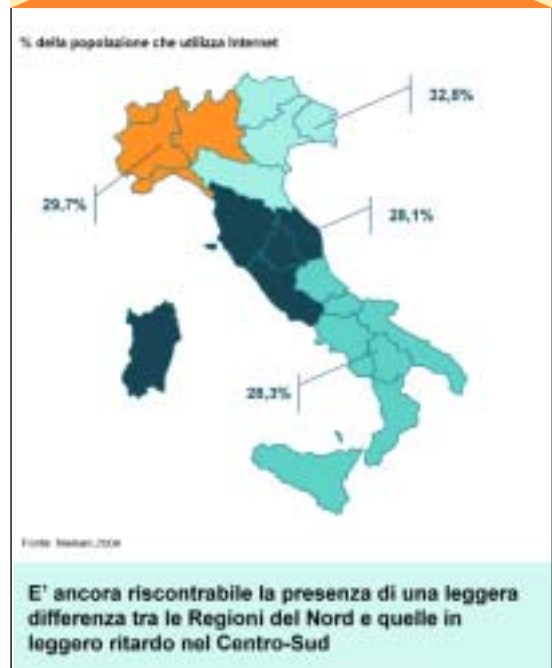 % della popolazione che utilizza Internet
32,8%
29,7%
28,1%
28,3%
Fonte: Nielsen 2004
E' ancora riscontrabile la presenza di una leggera
differenza tra le Regioni del Nord e quelle in
leggero ritardo nel Centro-Sud